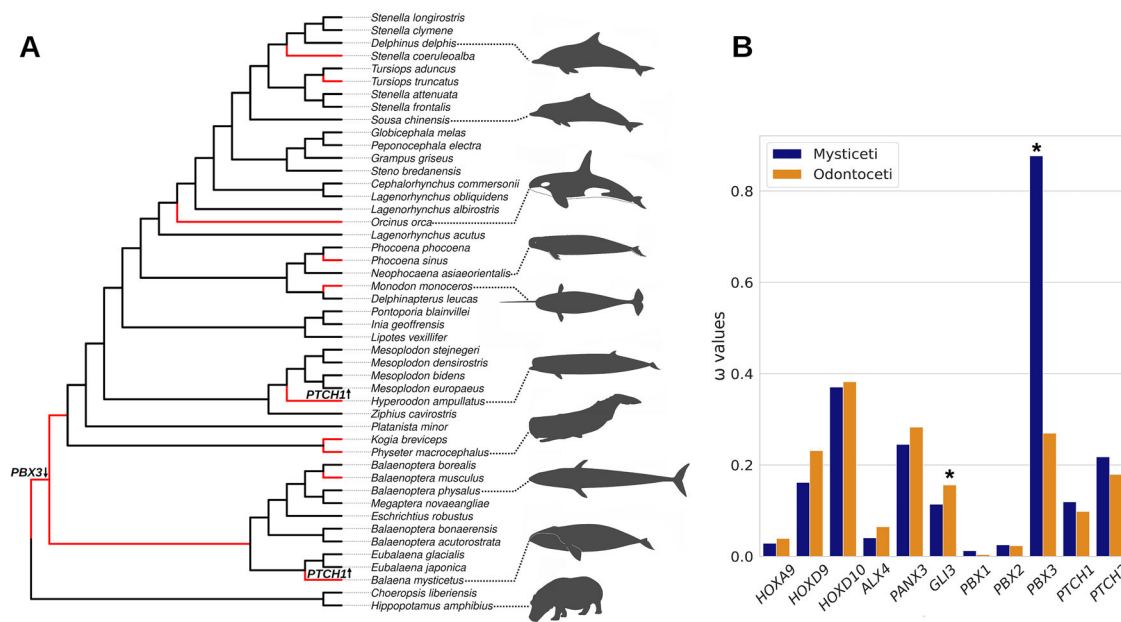 A
Stenella longirostris
Stenella clymene
Delphinus delphis
Stenella coeruleoalba
Tursiops aduncus
Tursiops truncatus
Stenella attenuata
Stenella frontalis
Sousa chinensis
Globicephala melas
Peponocephala electra
Grampus griseus
Steno bredanensis
Cephalorhynchus commersonii
Lagenorhynchus obliquidens
Lagenorhynchus albirostris
Orcinus orca
Lagenorhynchus acutus
Phocoena phocoena
Phocoena sinus
Neophocaena asiaeorientalis
Monodon monoceros
Delphinapterus leucas
Pontoporia blainvillei
Inia geoffrensis
Lipotes vexillifer
Mesoplodon stejnegeri
Mesoplodon densirostris
Mesoplodon bidens
Mesoplodon europaeus
PTCH1↑
Hyperoodon ampullatus
Ziphius cavirostris
Platanista minor
Kogia breviceps
Physeter macrocephalus
PBX3↓
Balaenoptera borealis
Balaenoptera musculus
Balaenoptera physalus
Megaptera novaeangliae
Eschrichtius robustus
Balaenoptera bonaerensis
Balaenoptera acutorostrata
Eubalaena glacialis
Eubalaena japonica
PTCH1↑
Balaena mysticetus
Choeropsis liberiensis
Hippopotamus amphibius
B
Mysticeti
Odontoceti
*
*
ω values
0.8
0.6
0.4
0.2
0.0
HOXA9
HOXD9
HOXD10
ALX4
PANX3
GLI3
PBX1
PBX2
PBX3
PTCH1